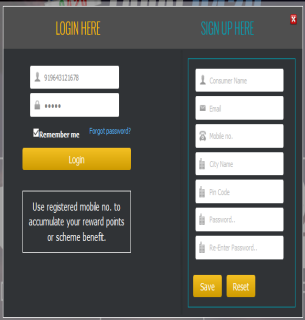 LOGIN HERE
919643121678
●●●●●
Remember me
Forgot password?
Login
Use registered mobile no. to
accumulate your reward points
or scheme benefit.
SIGN UP HERE
Consumer Name
Email
Mobile no..
City Name
Pin Code
Password..
Re-Enter Password..
Save
Reset